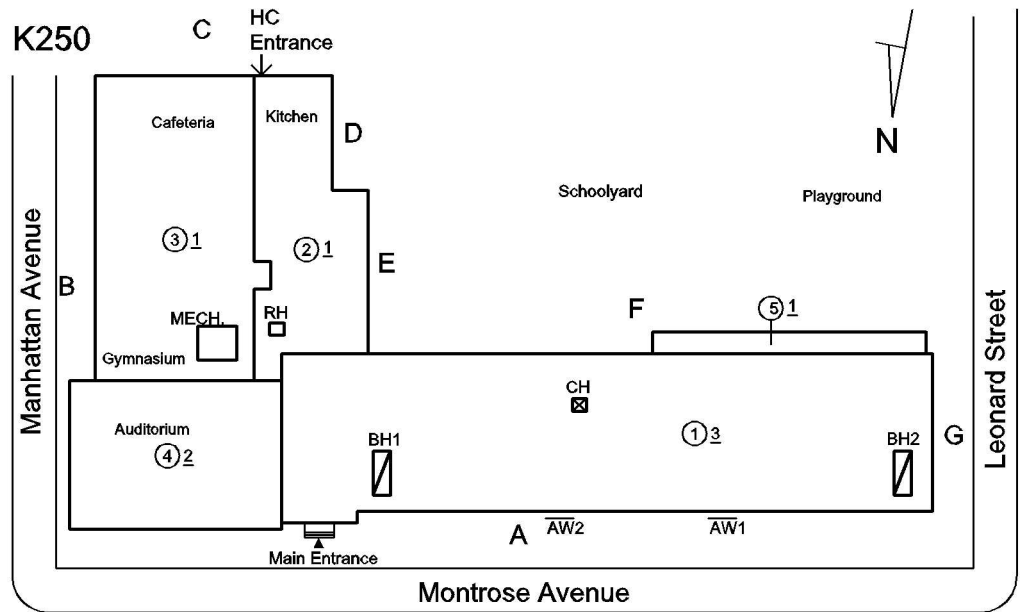 K250
C
HC
Entrance
Cafeteria
Kitchen
D
N
Schoolyard
Playground
③ 1
② 1
E
B
Manhattan Avenue
MECH.
RH
Gymnasium
F
⑤ 1
CH
Auditorium
④ 2
BH1
① 3
BH2
G
Leonard Street
A
AW2
AW1
Main Entrance
Montrose Avenue